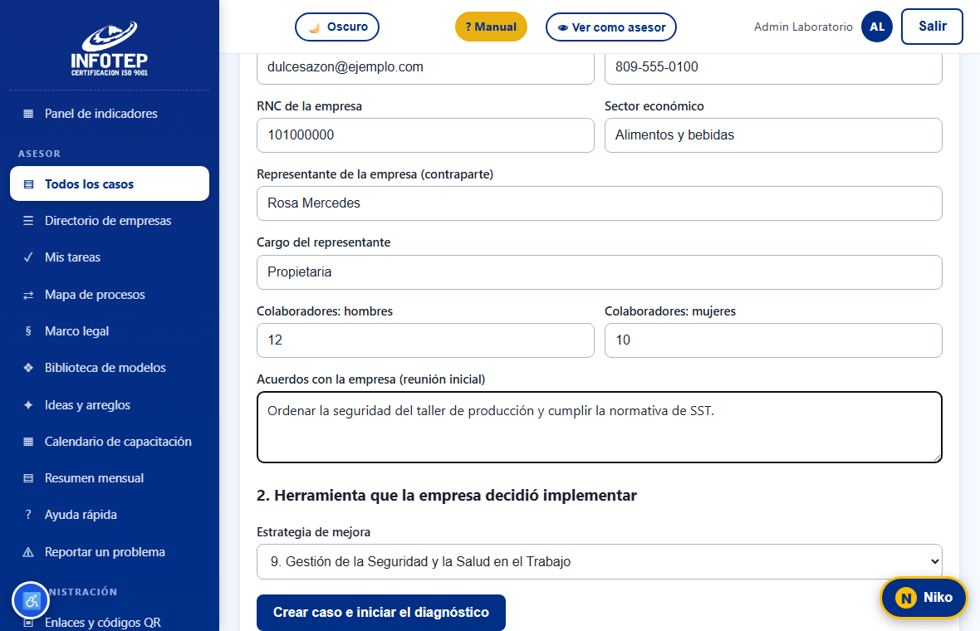 INFOTEP
CERTIFICACIÓN ISO 9001
Panel de indicadores
ASESOR
Todos los casos
Directorio de empresas
Mis tareas
Mapa de procesos
§ Marco legal
Biblioteca de modelos
Ideas y arreglos
Calendario de capacitación
Resumen mensual
? Ayuda rápida
Reportar un problema
NISTRACIÓN
Enlaces y códigos QR
Oscuro
? Manual
Ver como asesor
Admin Laboratorio
AL
Salir
dulcesazon@ejemplo.com
809-555-0100
RNC de la empresa
Sector económico
101000000
Alimentos y bebidas
Representante de la empresa (contraparte)
Rosa Mercedes
Cargo del representante
Propietaria
Colaboradores: hombres
Colaboradores: mujeres
12
10
Acuerdos con la empresa (reunión inicial)
Ordenar la seguridad del taller de producción y cumplir la normativa de SST.
2. Herramienta que la empresa decidió implementar
Estrategia de mejora
9. Gestión de la Seguridad y la Salud en el Trabajo
Crear caso e iniciar el diagnóstico
N Niko